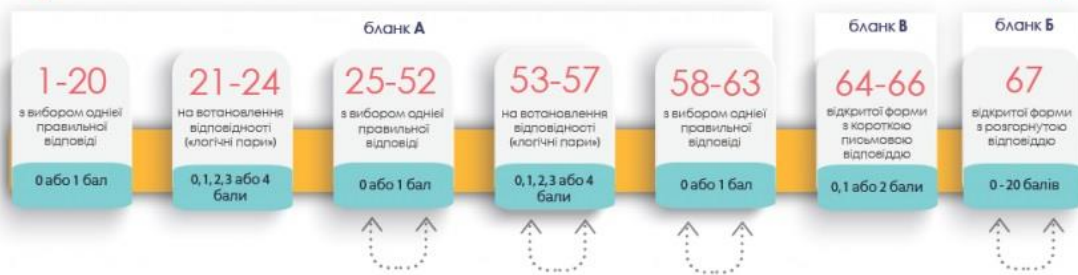 бланк А
бланк В
бланк Б
1-20
з вибором однієї
правильної
відповіді
0 або 1 бал
21-24
на встановлення
відповідності
(«логічні пари»)
0, 1, 2, 3 або 4
бали
25-52
з вибором однієї
правильної
відповіді
0 або 1 бал
53-57
на встановлення
відповідності
(«логічні пари»)
0, 1, 2, 3 або 4
бали
58-63
з вибором однієї
правильної
відповіді
0 або 1 бал
64-66
відкритої форми
з короткою
письмовою
відповіддю
0, 1 або 2 бали
67
відкритої форми
з розгорнутою
відповіддю
0 - 20 балів